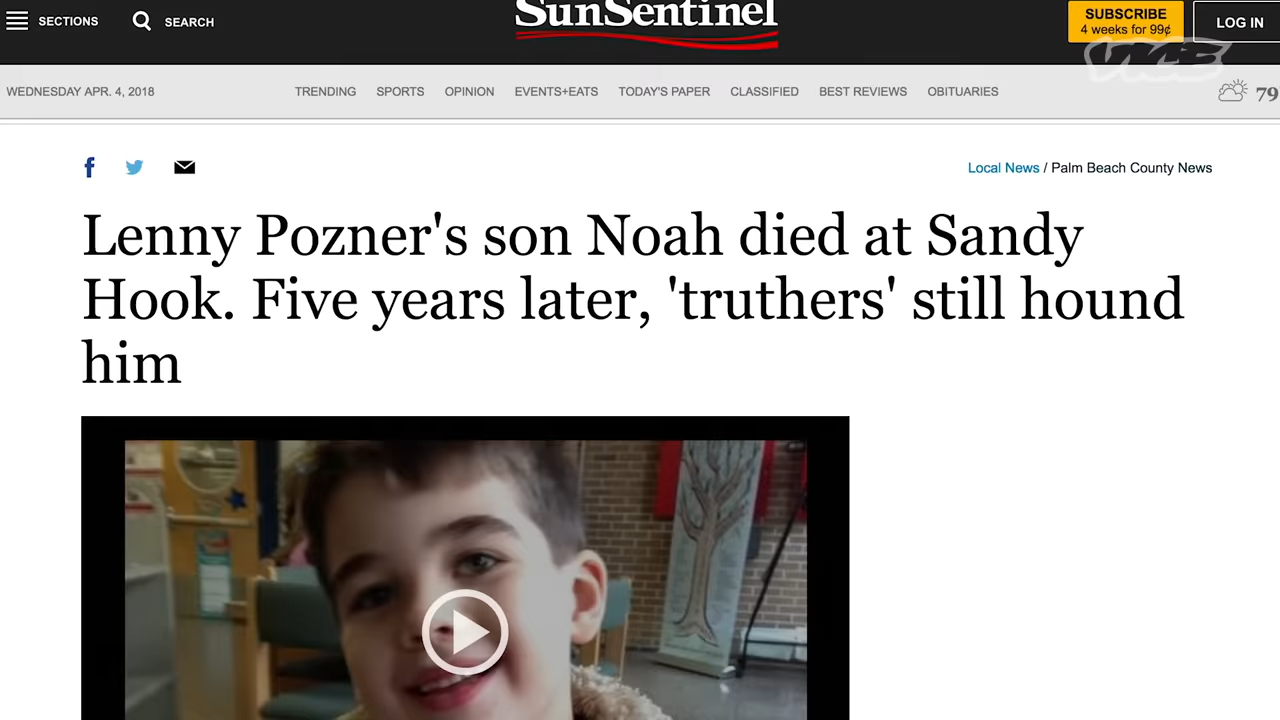 SECTIONS
SEARCH
SunSentinel
SUBSCRIBE
4 weeks for 99¢
LOG IN
VICE
WEDNESDAY APR. 4, 2018
TRENDING
SPORTS
OPINION
EVENTS+EATS
TODAY'S PAPER
CLASSIFIED
BEST REVIEWS
OBITUARIES
79
Local News / Palm Beach County News
Lenny Pozner's son Noah died at Sandy
Hook. Five years later, 'truthers' still hound
him